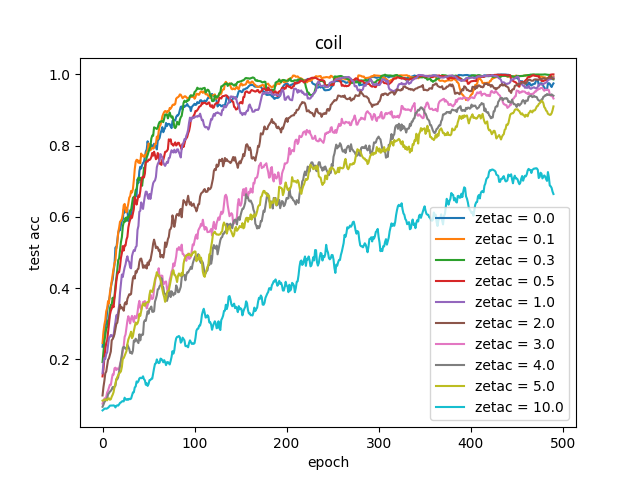 coil
test acc
1.0
0.8
0.6
0.4
0.2
0
100
200
300
400
500
epoch
zetac = 0.0
zetac = 0.1
zetac = 0.3
zetac = 0.5
zetac = 1.0
zetac = 2.0
zetac = 3.0
zetac = 4.0
zetac = 5.0
zetac = 10.0